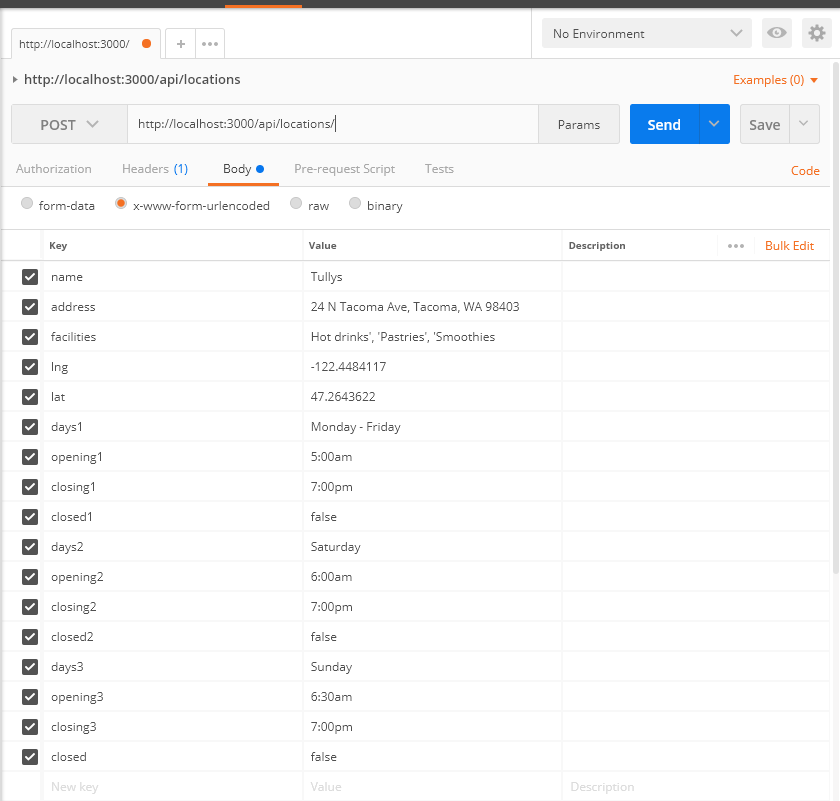 http://localhost:3000/ + ••• No Environment
http://localhost:3000/api/locations Examples (0)
POST http://localhost:3000/api/locations/ Params Send Save
Authorization Headers (1) Body Pre-request Script Tests Code
form-data x-www-form-urlencoded raw binary
Key Value Description ••• Bulk Edit
name Tullys
address 24 N Tacoma Ave, Tacoma, WA 98403
facilities Hot drinks', 'Pastries', 'Smoothies
lng -122.4484117
lat 47.2643622
days1 Monday - Friday
opening1 5:00am
closing1 7:00pm
closed1 false
days2 Saturday
opening2 6:00am
closing2 7:00pm
closed2 false
days3 Sunday
opening3 6:30am
closing3 7:00pm
closed false
New key Value Description